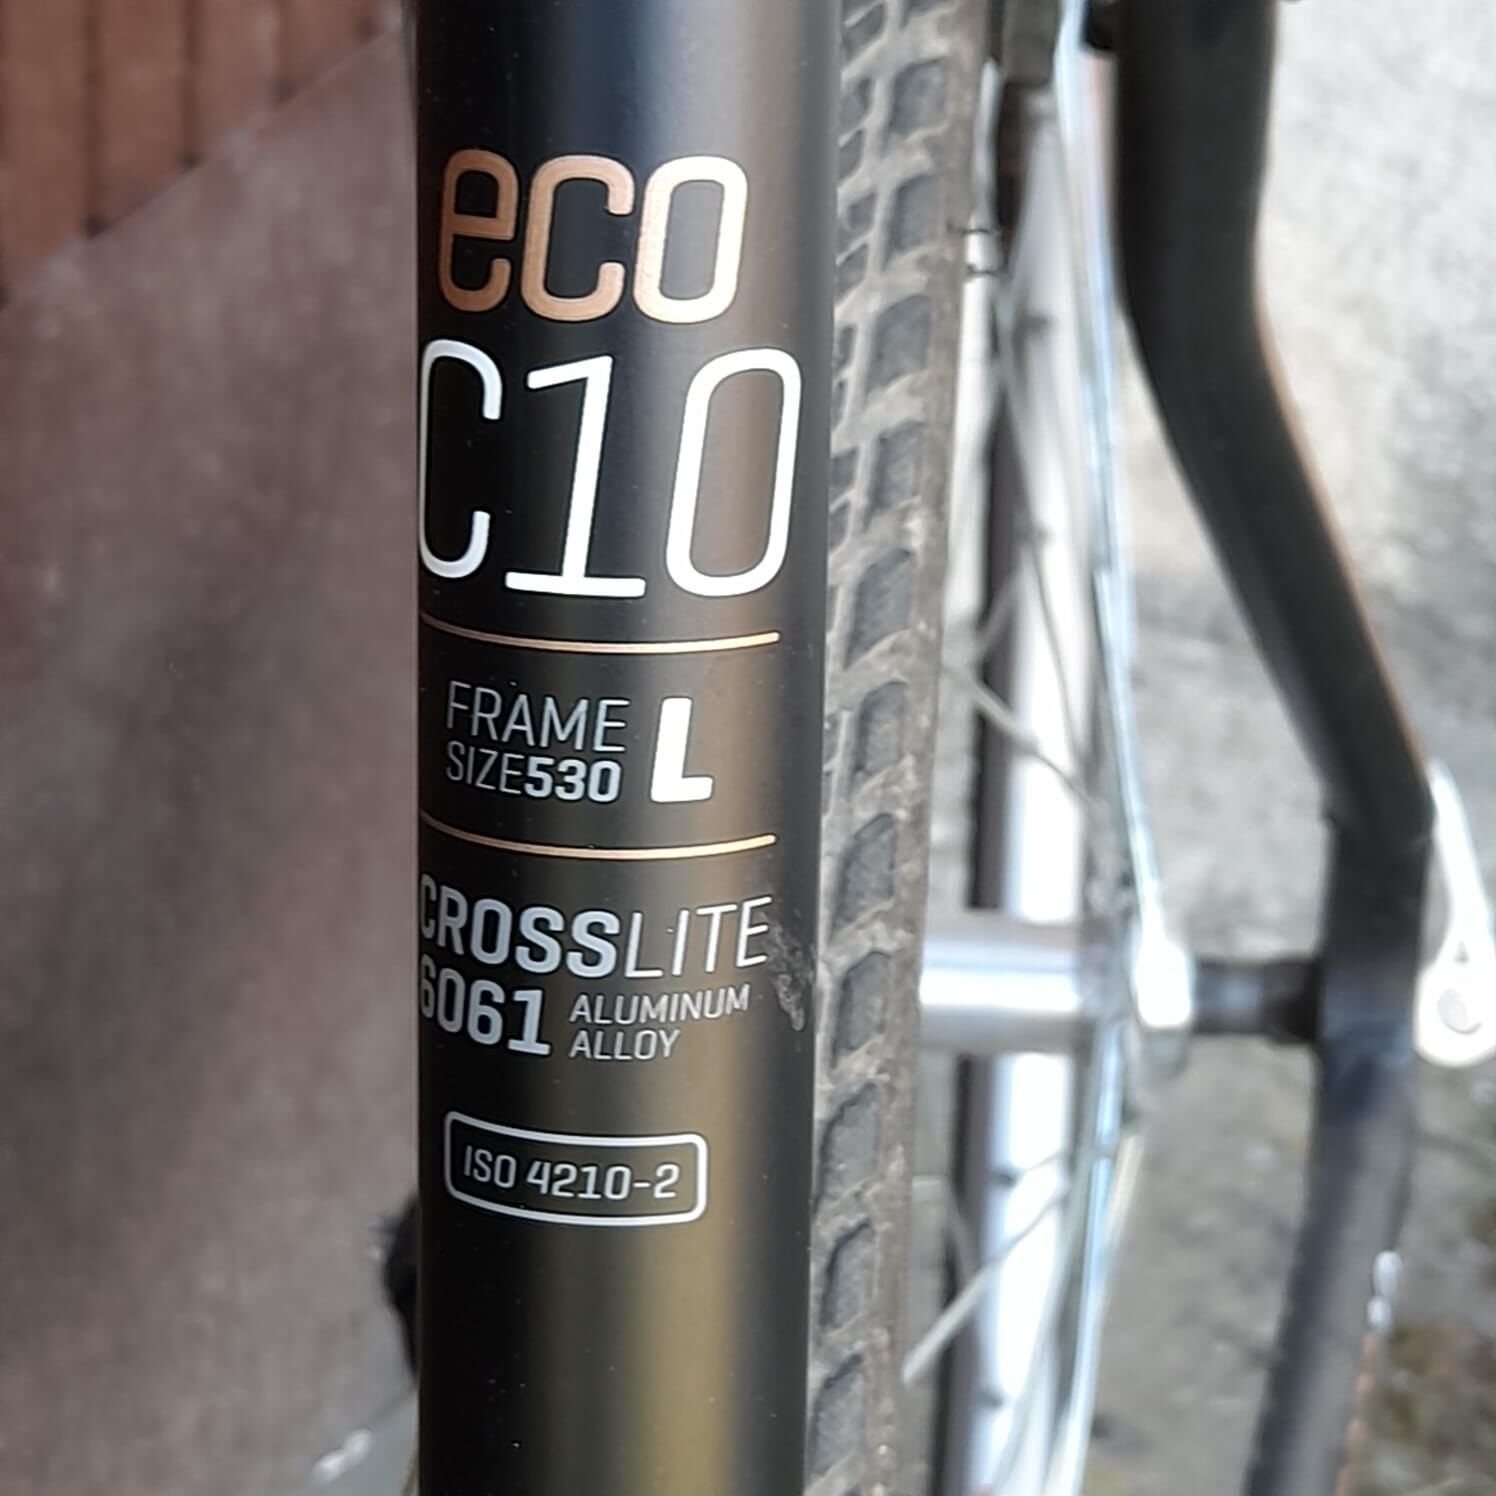 eco
C10
FRAME
SIZE530 L
CROSSLITE
6061 ALUMINUM
ALLOY
ISO 4210-2